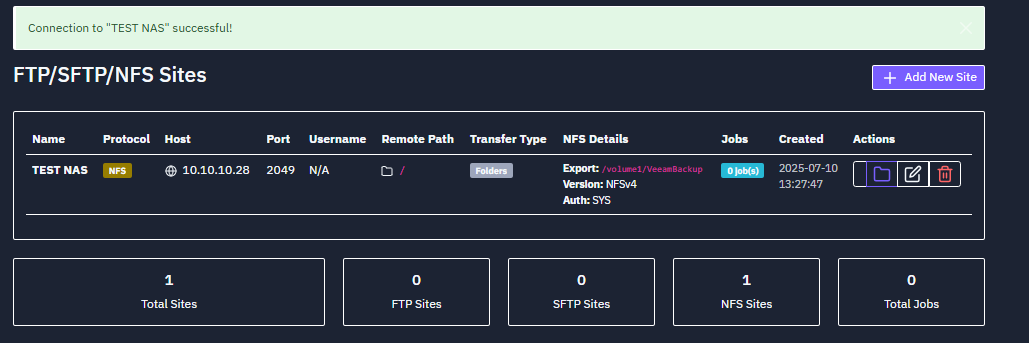 Connection to "TEST NAS" successful!
FTP/SFTP/NFS Sites
Add New Site
Name Protocol Host Port Username Remote Path Transfer Type NFS Details Jobs Created Actions
TEST NAS NFS 10.10.10.28 2049 N/A / Folders Export: /volume1/VeeamBackup 0 job(s) 2025-07-10
Version: NFSv4 13:27:47
Auth: SYS
1 0 0 1 0
Total Sites FTP Sites SFTP Sites NFS Sites Total Jobs